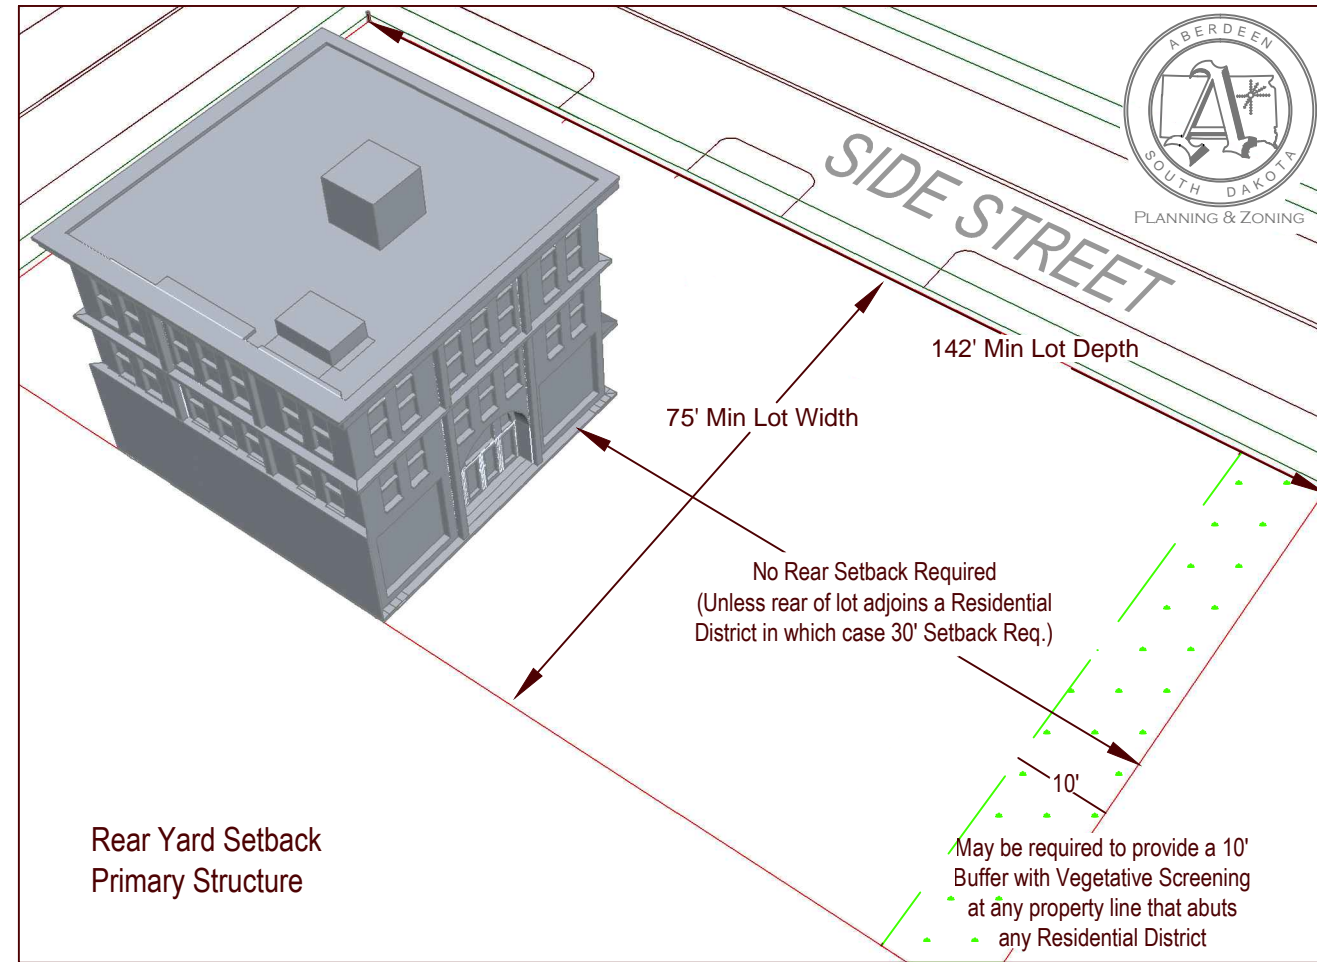 ABERDEEN
SOUTH DAKOTA
PLANNING & ZONING
SIDE STREET
142' Min Lot Depth
75' Min Lot Width
No Rear Setback Required
(Unless rear of lot adjoins a Residential
District in which case 30' Setback Req.)
10'
May be required to provide a 10'
Buffer with Vegetative Screening
at any property line that abuts
any Residential District
Rear Yard Setback
Primary Structure